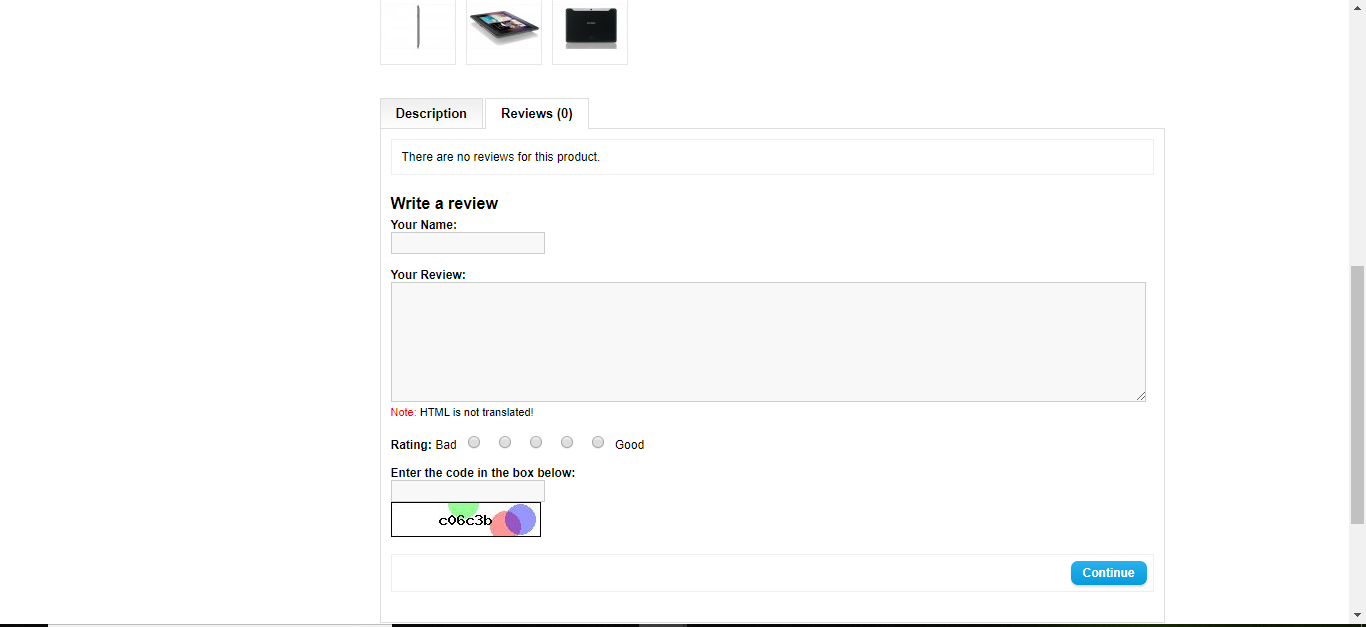 Description Reviews (0)
There are no reviews for this product.
Write a review
Your Name:
Your Review:
Note: HTML is not translated!
Rating: Bad Good
Enter the code in the box below:
c06c3b
Continue